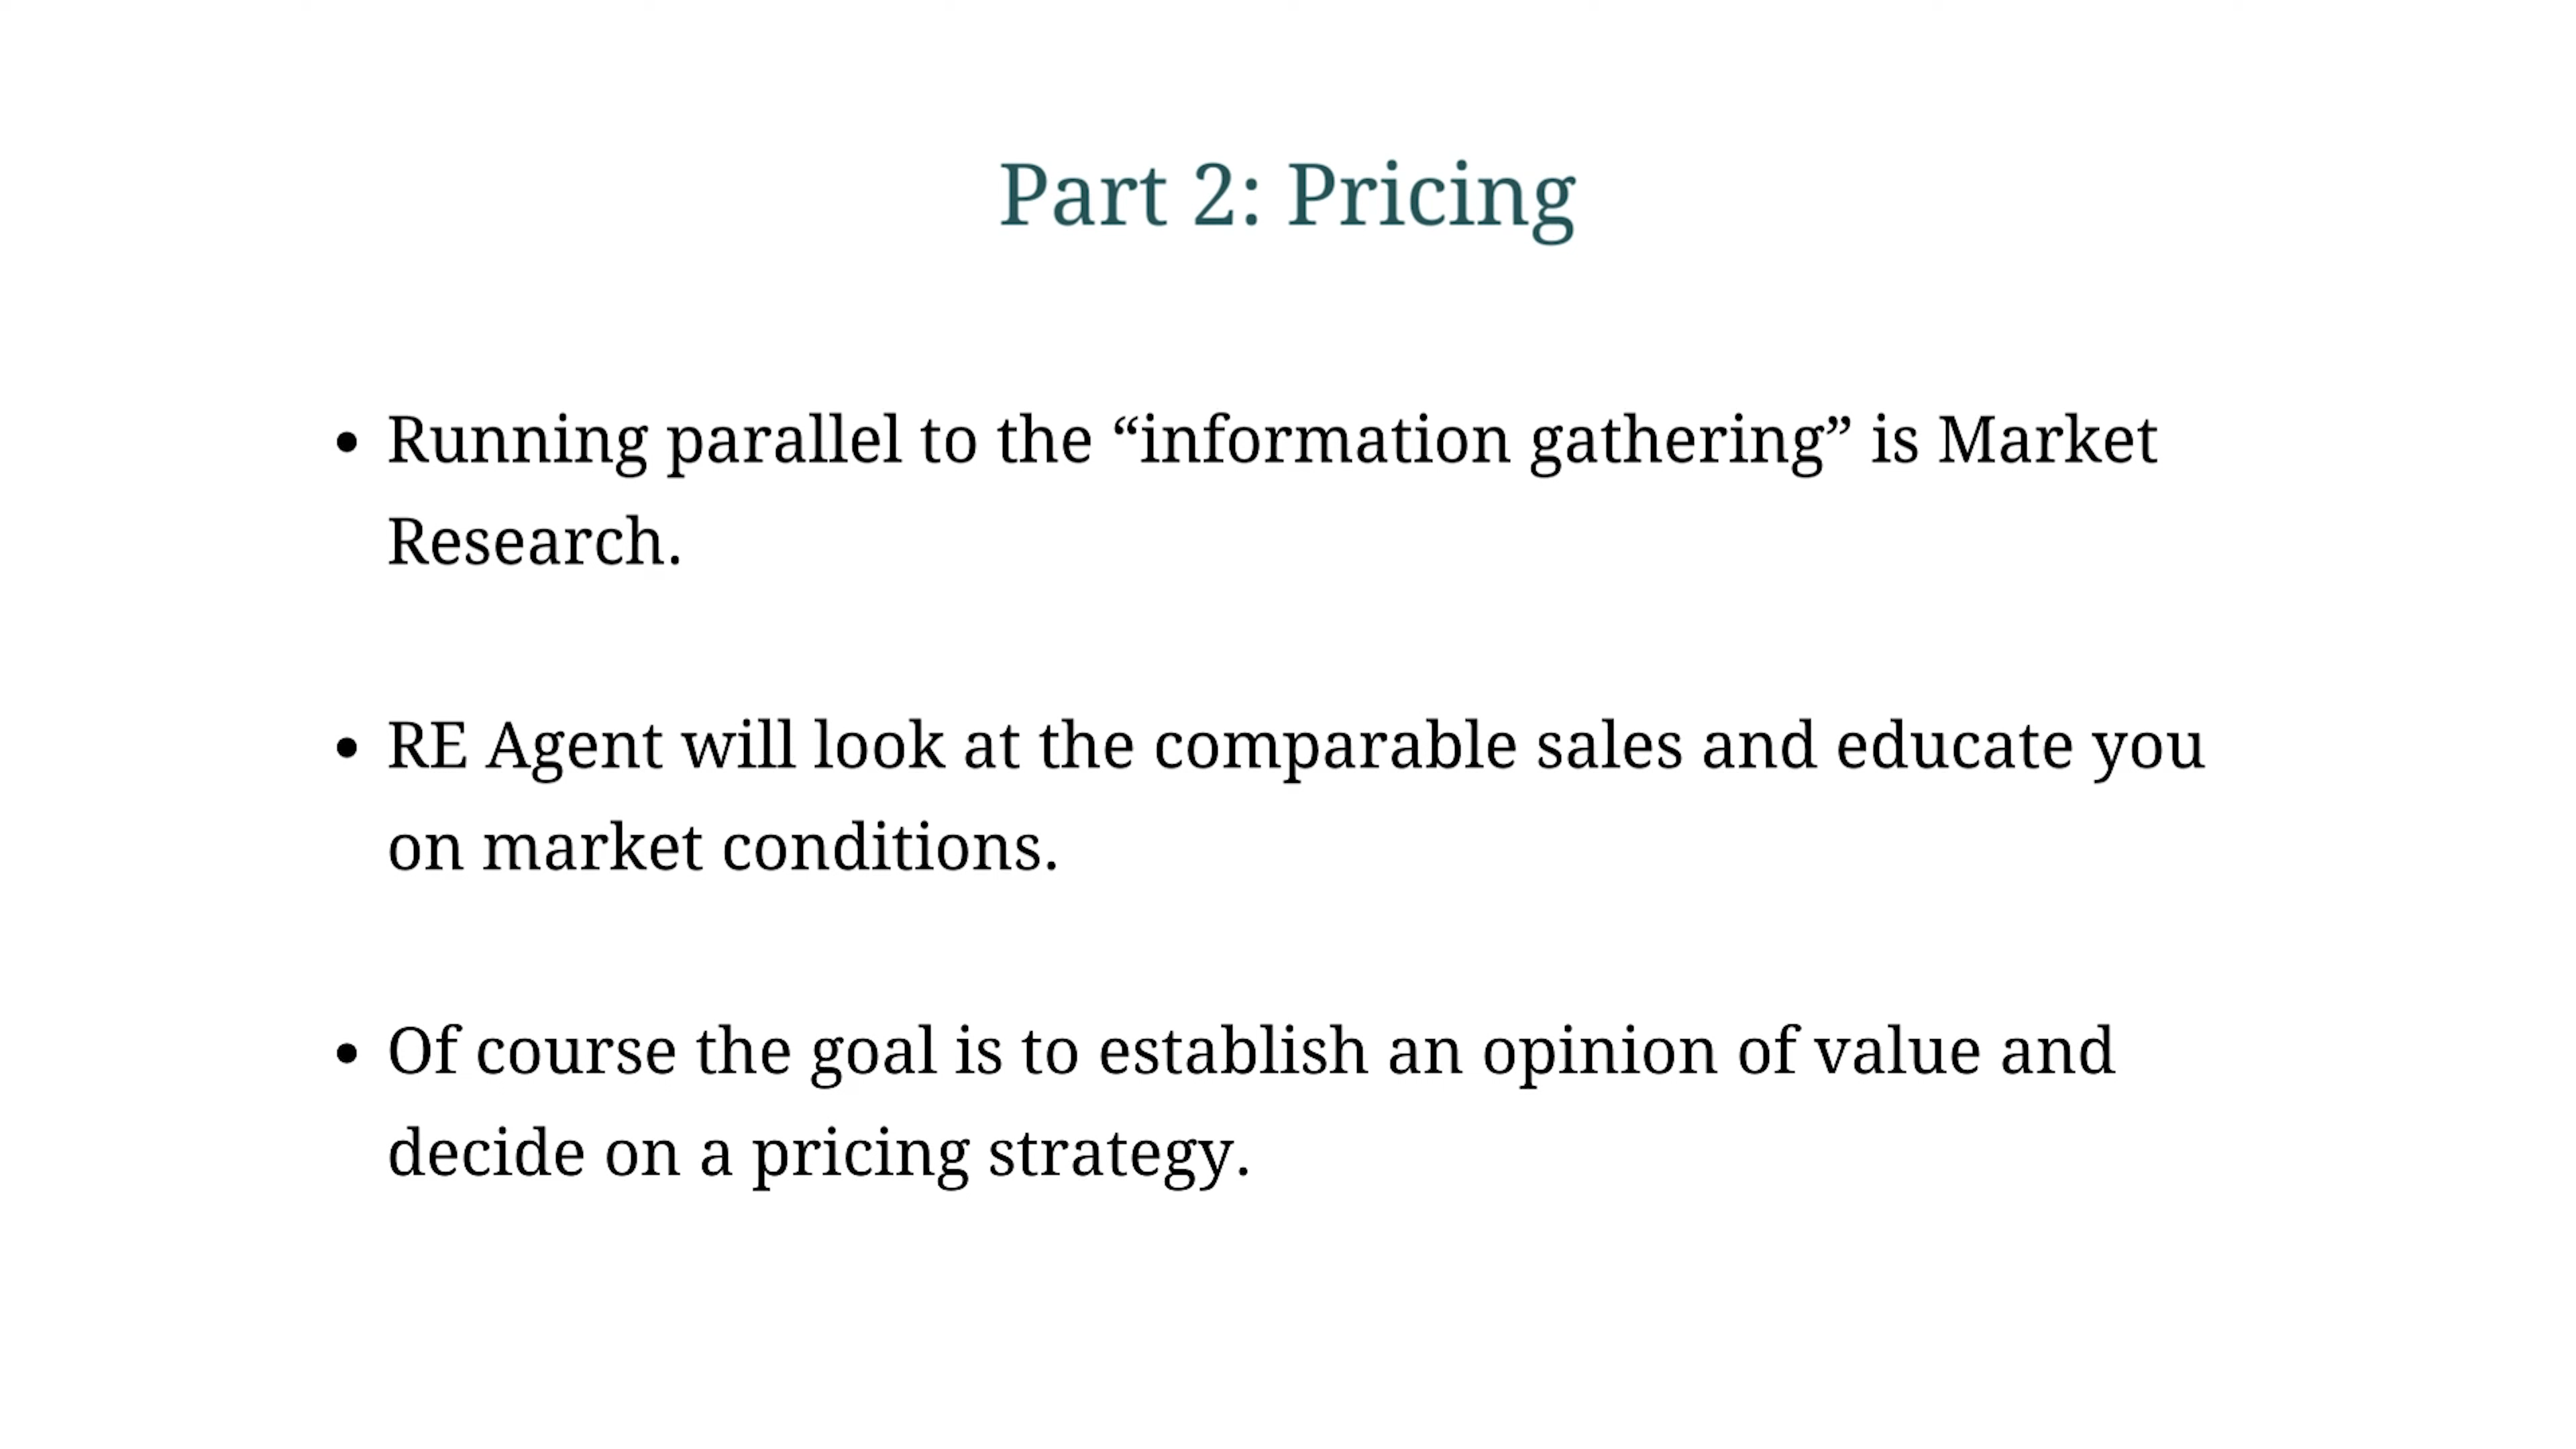 Part 2: Pricing
• Running parallel to the “information gathering” is Market
Research.
• RE Agent will look at the comparable sales and educate you
on market conditions.
• Of course the goal is to establish an opinion of value and
decide on a pricing strategy.